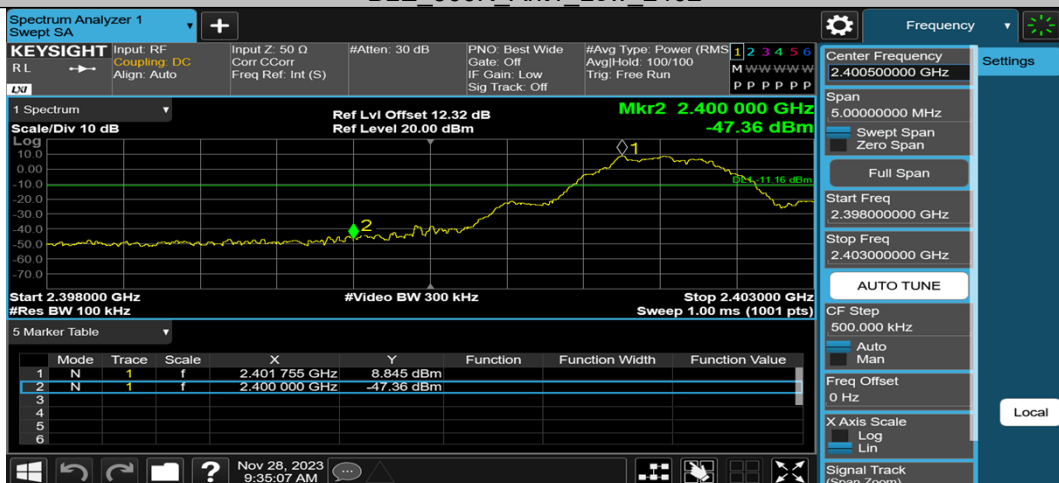 Spectrum Analyzer 1
Swept SA
Frequency
KEYSIGHT
RL
LXI
Input: RF
Coupling: DC
Align: Auto
Input Z: 50 Ω
Corr CCorr
Freq Ref: Int (S)
#Atten: 30 dB
PNO: Best Wide
Gate: Off
IF Gain: Low
Sig Track: Off
#Avg Type: Power (RMS
Avg|Hold: 100/100
Trig: Free Run
1 2 3 4 5 6
M W W W W W
P P P P P P
1 Spectrum
Scale/Div 10 dB
Ref Lvl Offset 12.32 dB
Ref Level 20.00 dBm
Mkr2 2.400 000 GHz
-47.36 dBm
Log
10.0
0.00
-10.0
-20.0
-30.0
-40.0
-50.0
-60.0
-70.0
1
2
DL1 -11.16 dBm
Start 2.398000 GHz
#Res BW 100 kHz
#Video BW 300 kHz
Stop 2.403000 GHz
Sweep 1.00 ms (1001 pts)
5 Marker Table
Mode Trace Scale X Y Function Function Width Function Value
1 N 1 f 2.401 755 GHz 8.845 dBm
2 N 1 f 2.400 000 GHz -47.36 dBm
3
4
5
6
Nov 28, 2023
9:35:07 AM
Center Frequency
2.400500000 GHz
Settings
Span
5.00000000 MHz
Swept Span
Zero Span
Full Span
Start Freq
2.398000000 GHz
Stop Freq
2.403000000 GHz
AUTO TUNE
CF Step
500.000 kHz
Auto
Man
Freq Offset
0 Hz
X Axis Scale
Log
Lin
Local
Signal Track
(Span Zoom)